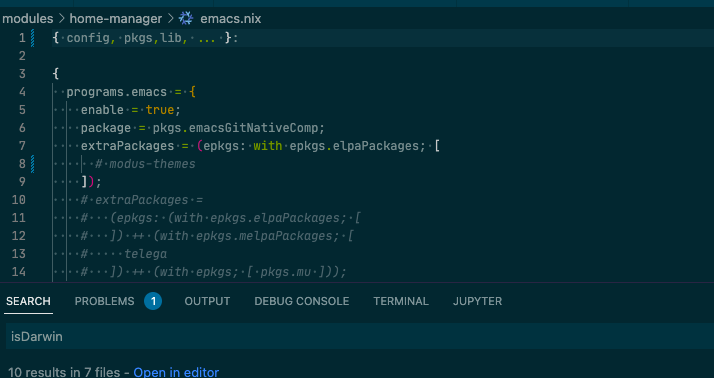 modules > home-manager > emacs.nix
1 { config, pkgs,lib, ... }:
2
3 {
4 programs.emacs = {
5 enable = true;
6 package = pkgs.emacsGitNativeComp;
7 extraPackages = (epkgs: with epkgs.elpaPackages; [
8 # modus-themes
9 ]);
10 # extraPackages =
11 # (epkgs: (with epkgs.elpaPackages; [
12 # ]) ++ (with epkgs.melpaPackages; [
13 # telega
14 # ]) ++ (with epkgs; [ pkgs.mu ]));
SEARCH PROBLEMS 1 OUTPUT DEBUG CONSOLE TERMINAL JUPYTER
isDarwin
10 results in 7 files - Open in editor